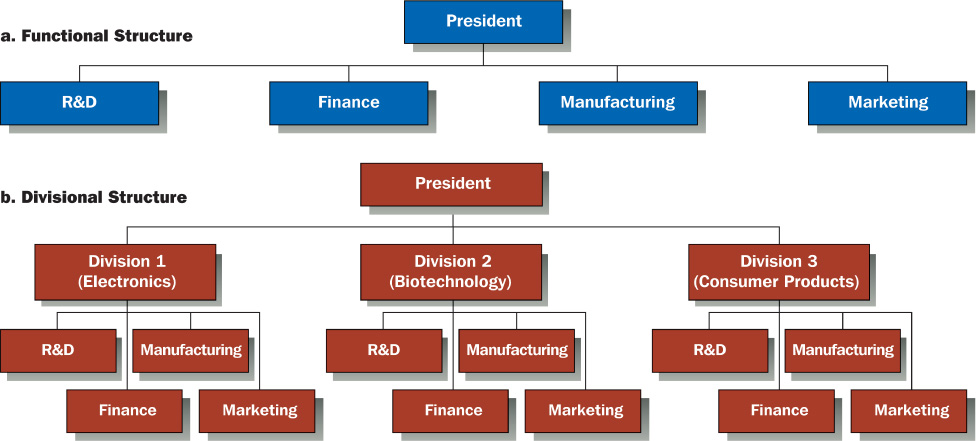 President
a. Functional Structure
R&D
Finance
Manufacturing
Marketing
President
b. Divisional Structure
Division 1
(Electronics)
Division 2
(Biotechnology)
Division 3
(Consumer Products)
R&D
Manufacturing
R&D
Manufacturing
R&D
Manufacturing
Finance
Marketing
Finance
Marketing
Finance
Marketing